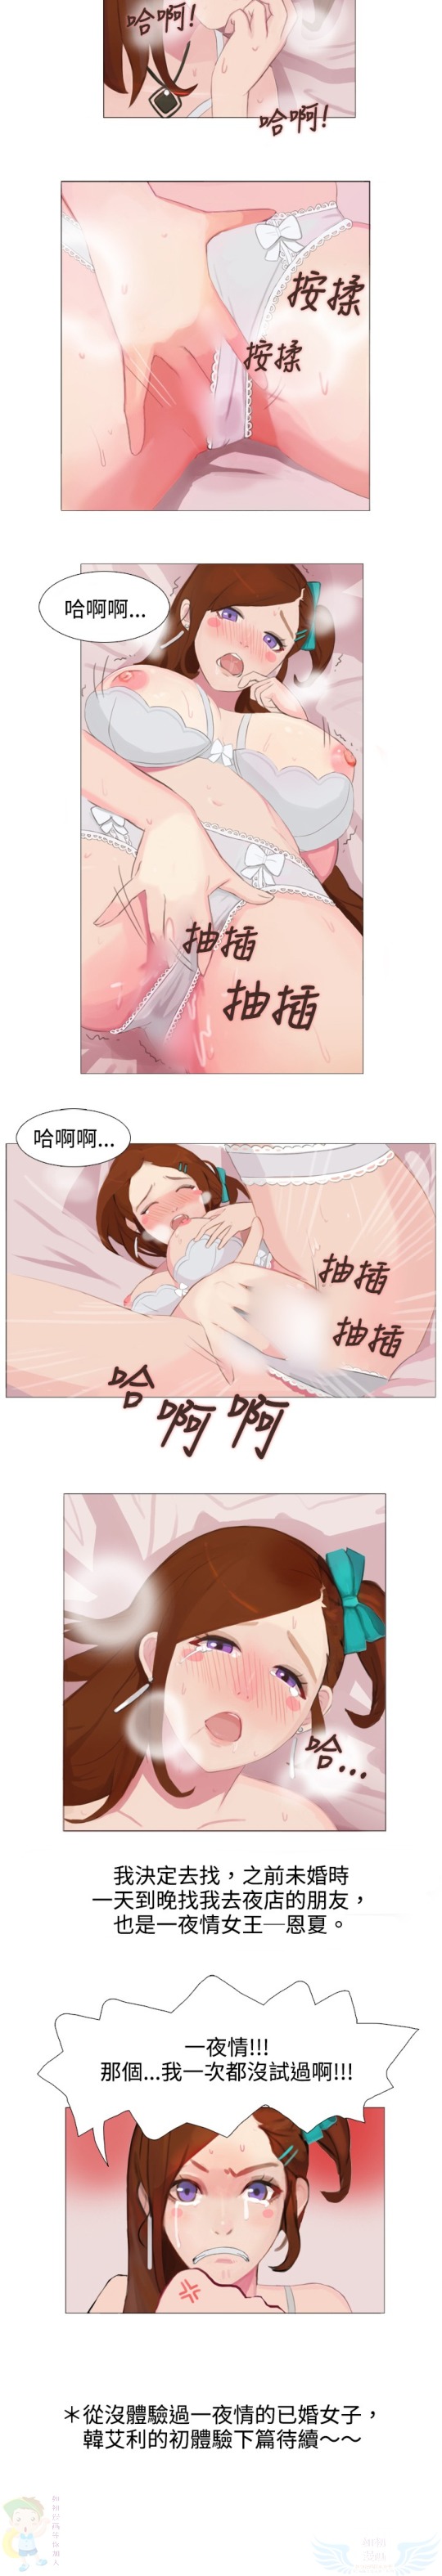 哈啊!
哈啊!
按揉
按揉
哈啊啊...
抽插
抽插
哈啊啊...
抽插
抽插
哈啊啊
哈...
我決定去找，之前未婚時
一天到晚找我去夜店的朋友，
也是一夜情女王─恩夏。
一夜情!!!
那個...我一次都沒試過啊!!!
＊從沒體驗過一夜情的已婚女子，
韓艾利的初體驗下篇待續～～